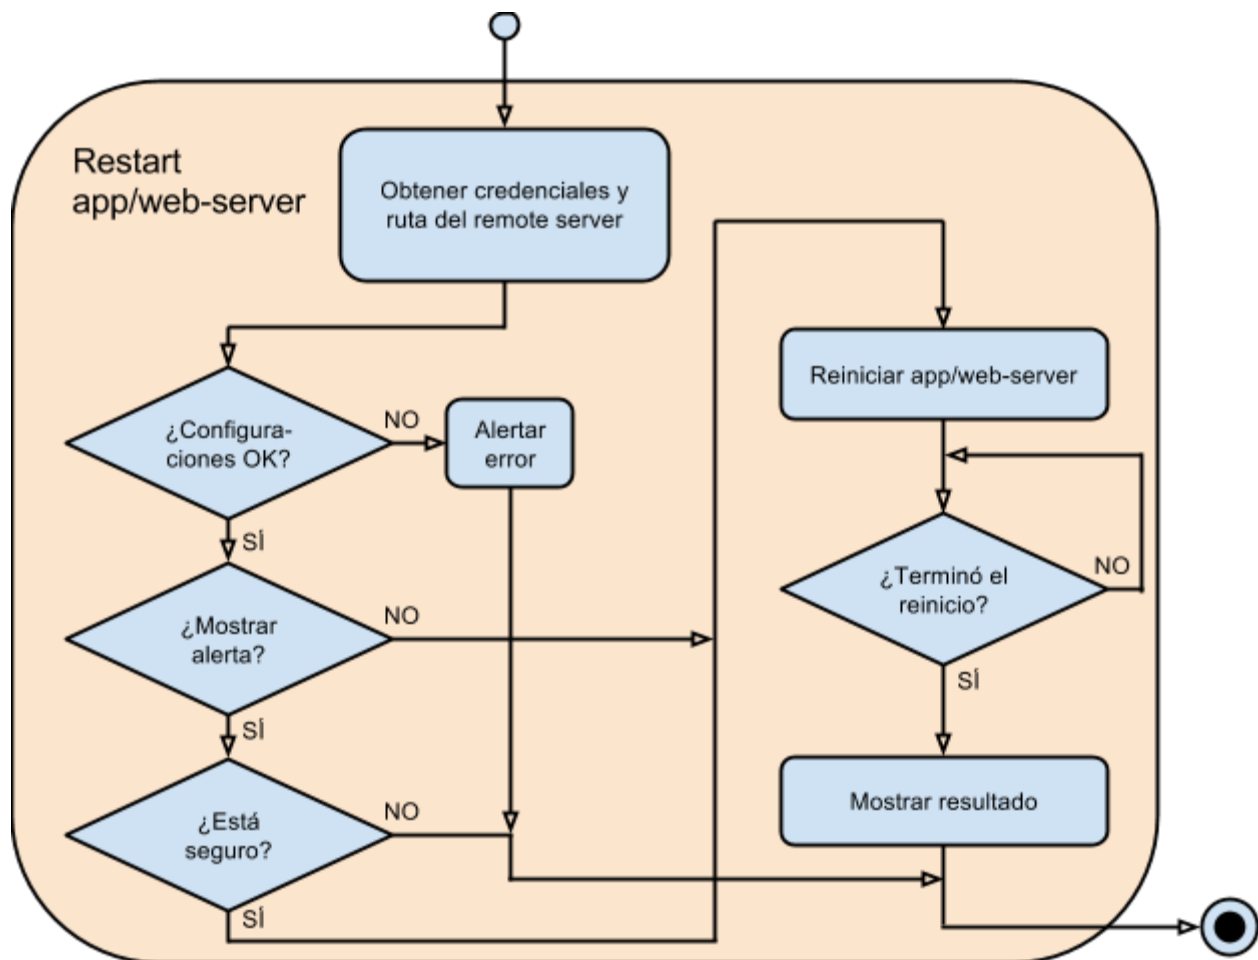 Restart
app/web-server
Obtener credenciales y
ruta del remote server
¿Configura-
ciones OK?
NO
Alertar
error
SÍ
¿Mostrar
alerta?
NO
SÍ
¿Está
seguro?
NO
SÍ
Reiniciar app/web-server
¿Terminó el
reinicio?
NO
SÍ
Mostrar resultado